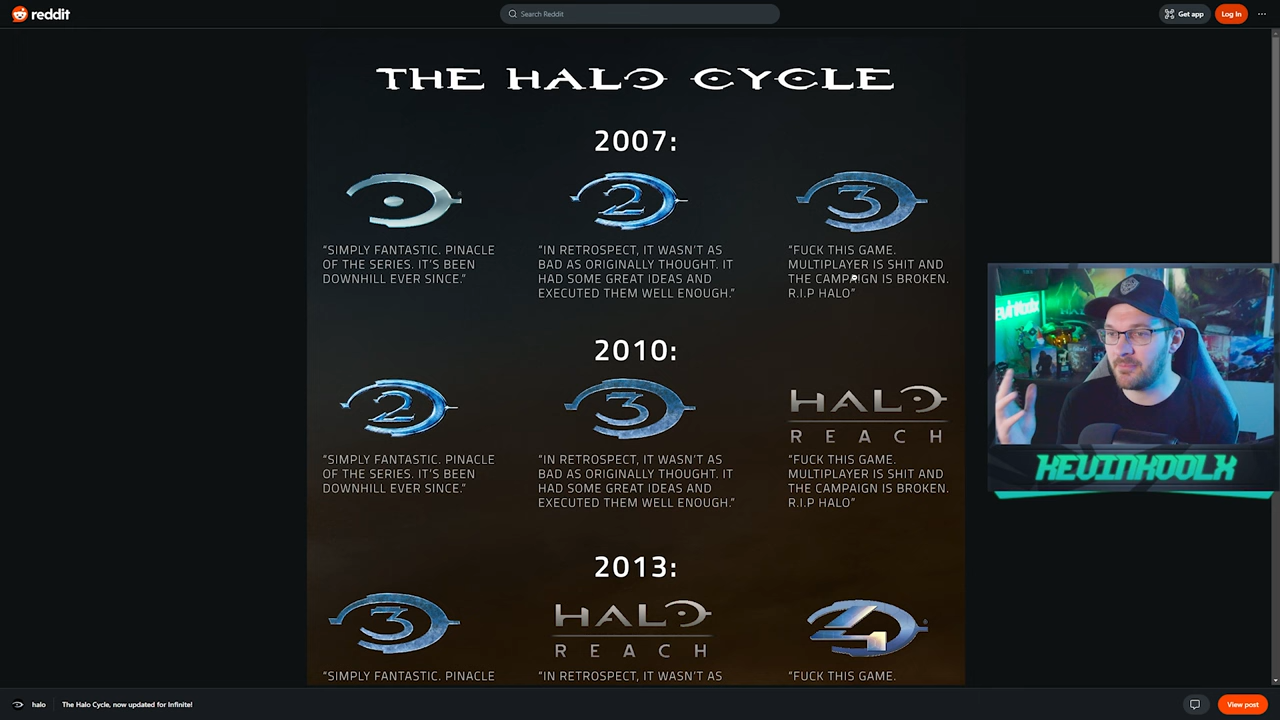 reddit
Search Reddit
Get app
Log In
THE HALO CYCLE
2007:
2
3
"SIMPLY FANTASTIC. PINACLE
OF THE SERIES. IT'S BEEN
DOWNHILL EVER SINCE."
"IN RETROSPECT, IT WASN'T AS
BAD AS ORIGINALLY THOUGHT. IT
HAD SOME GREAT IDEAS AND
EXECUTED THEM WELL ENOUGH."
"FUCK THIS GAME.
MULTIPLAYER IS SHIT AND
THE CAMPAIGN IS BROKEN.
R.I.P HALO"
2010:
2
3
HALO
REACH
"SIMPLY FANTASTIC. PINACLE
OF THE SERIES. IT'S BEEN
DOWNHILL EVER SINCE."
"IN RETROSPECT, IT WASN'T AS
BAD AS ORIGINALLY THOUGHT. IT
HAD SOME GREAT IDEAS AND
EXECUTED THEM WELL ENOUGH."
"FUCK THIS GAME.
MULTIPLAYER IS SHIT AND
THE CAMPAIGN IS BROKEN.
R.I.P HALO"
2013:
3
HALO
REACH
4
"SIMPLY FANTASTIC. PINACLE
"IN RETROSPECT, IT WASN'T AS
"FUCK THIS GAME.
KEVINKOOLX
halo
The Halo Cycle, now updated for Infinite!
View post